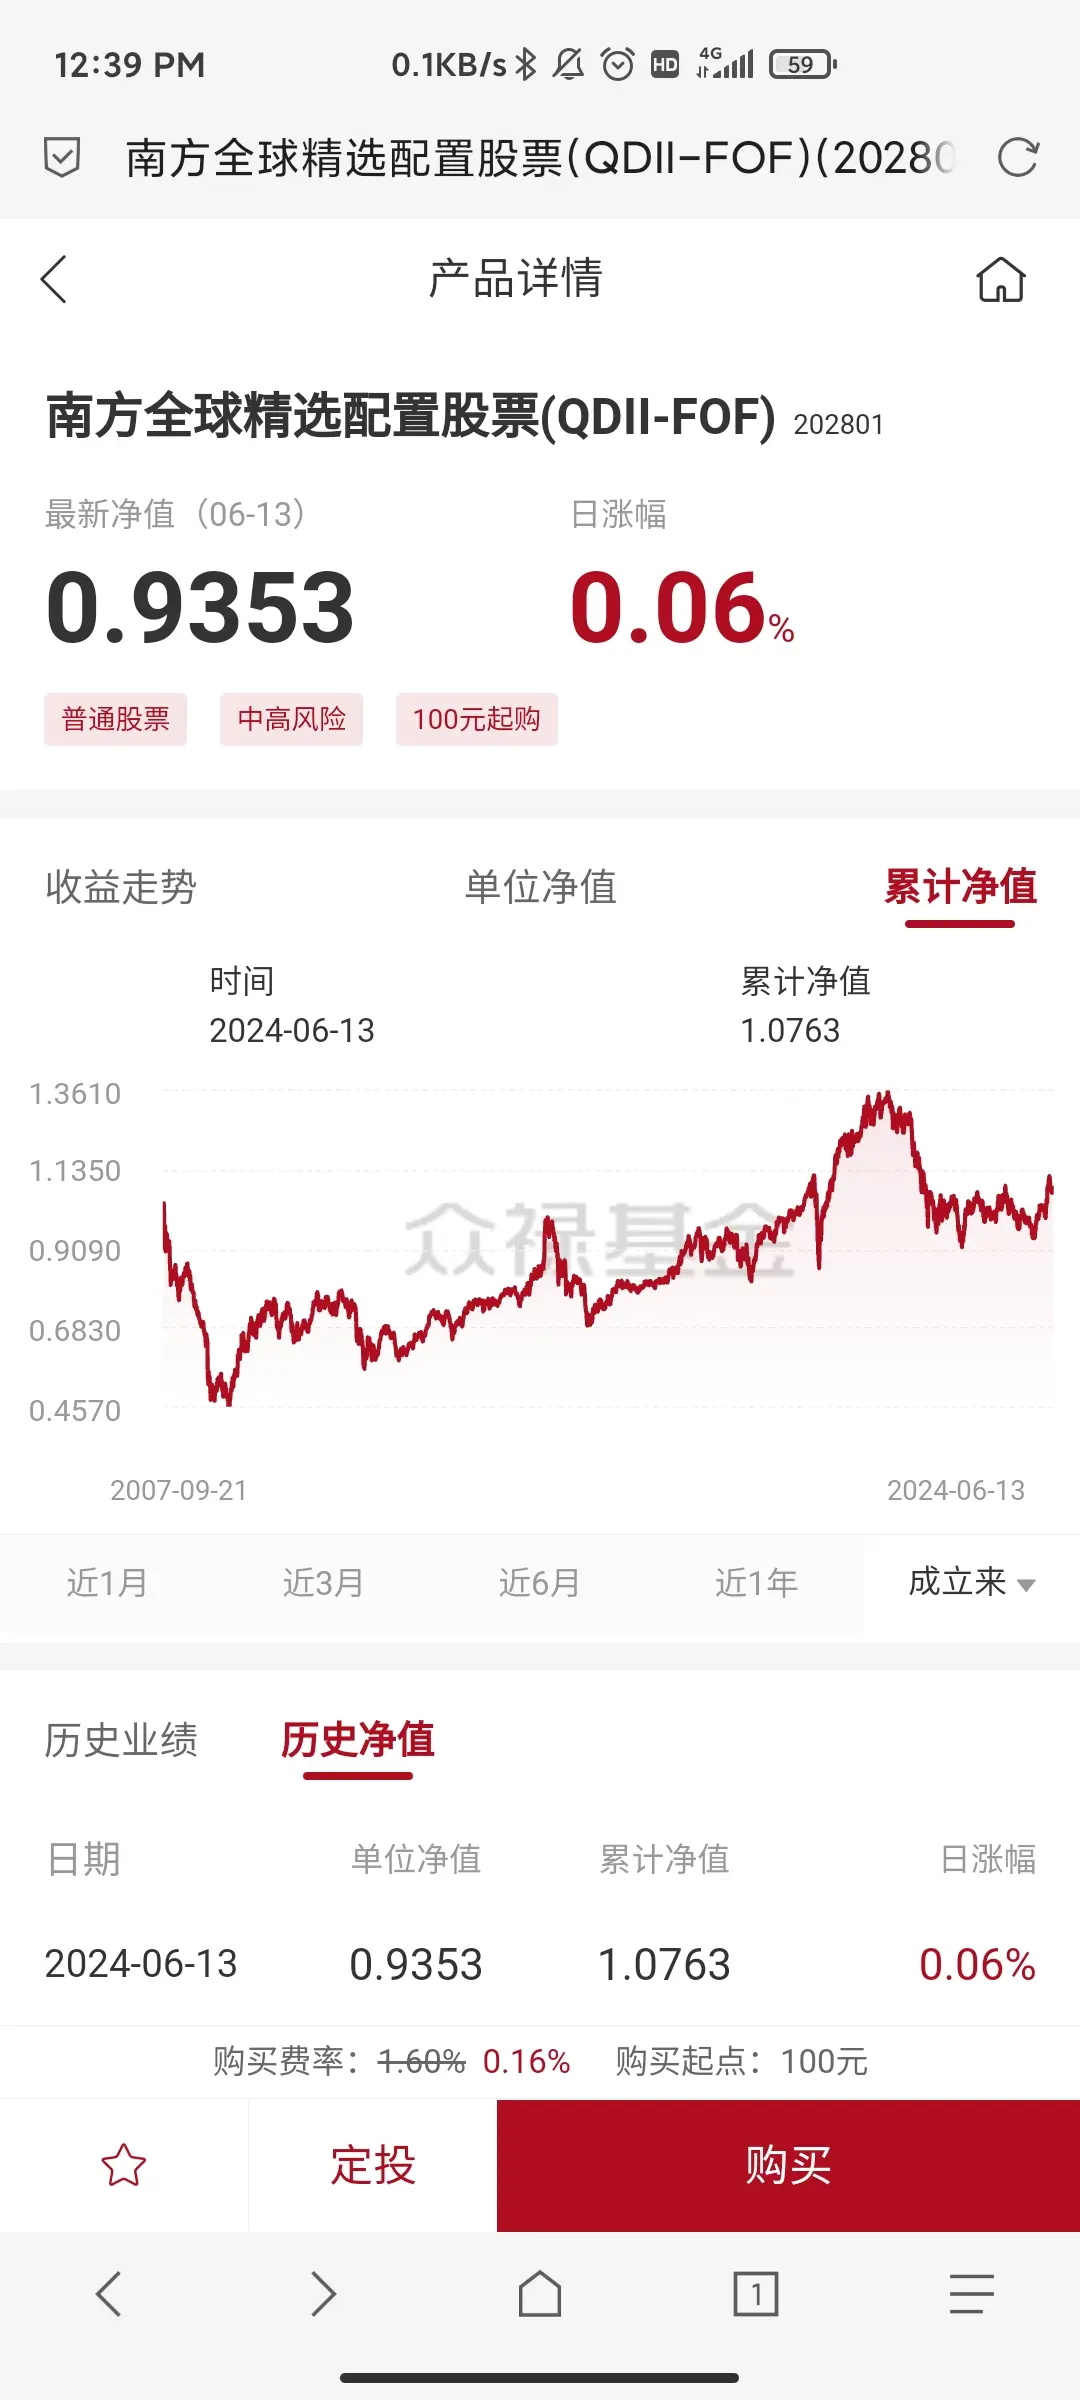 12:39 PM 0.1KB/s HD 4G 59
南方全球精选配置股票(QDII-FOF)(20280
产品详情
南方全球精选配置股票(QDII-FOF) 202801
最新净值（06-13） 日涨幅
0.9353 0.06%
普通股票 中高风险 100元起购
收益走势 单位净值 累计净值
时间 累计净值
2024-06-13 1.0763
1.3610
1.1350
众禄基金
0.9090
0.6830
0.4570
2007-09-21 2024-06-13
近1月 近3月 近6月 近1年 成立来
历史业绩 历史净值
日期 单位净值 累计净值 日涨幅
2024-06-13 0.9353 1.0763 0.06%
购买费率：1.60% 0.16% 购买起点：100元
定投 购买
1